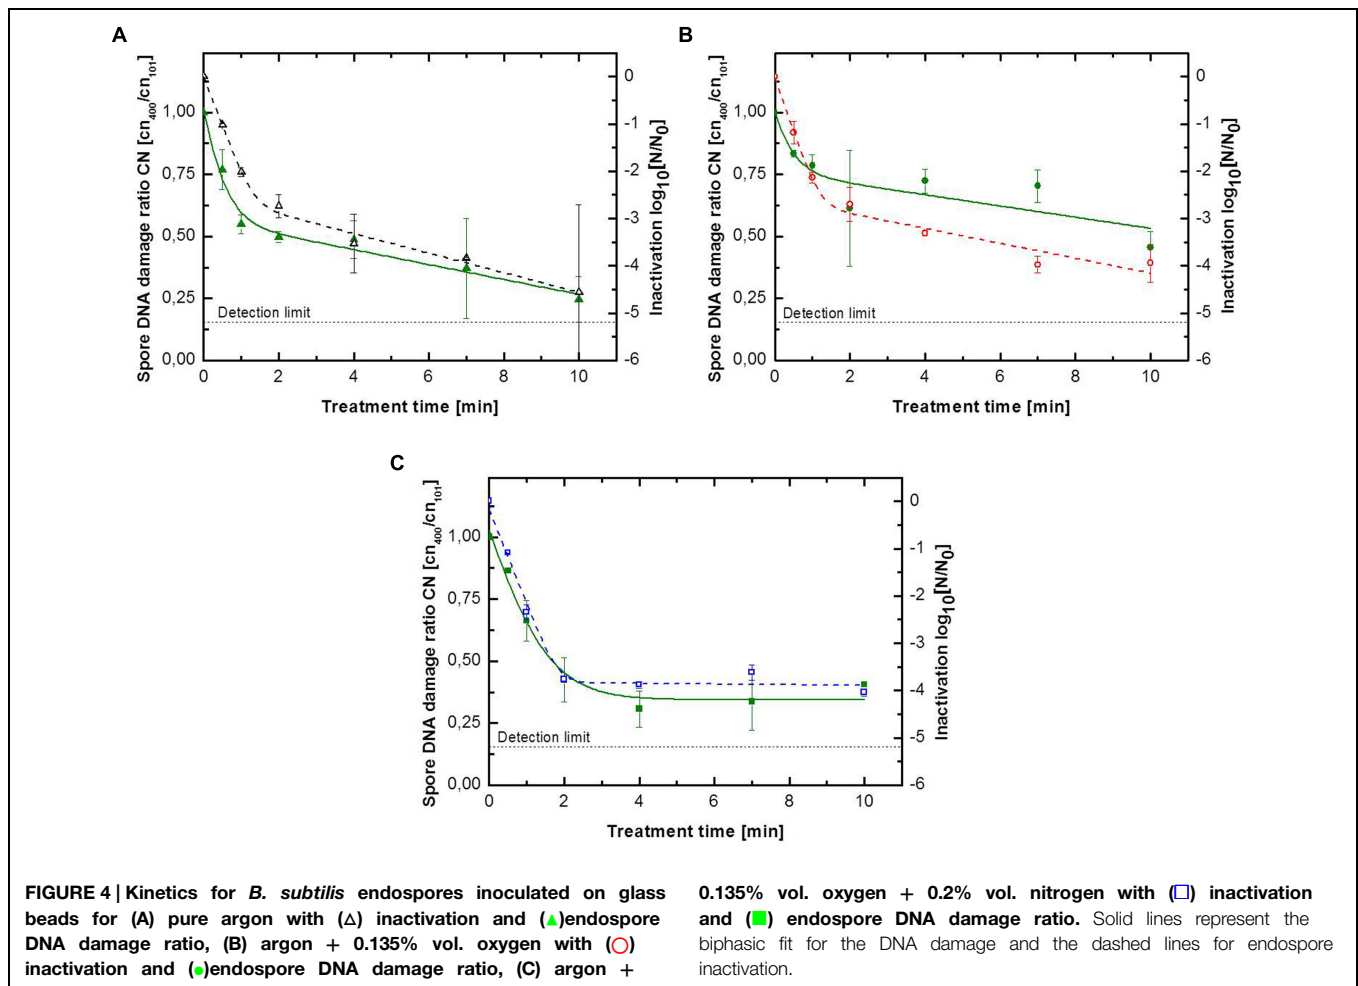 A
Spore DNA damage ratio CN [cn400/cn101]
1,00
0,75
0,50
0,25
0,00
Detection limit
0
-1
-2
-3
-4
-5
-6
Inactivation log10[N/N0]
0 2 4 6 8 10
Treatment time [min]
B
Spore DNA damage ratio CN [cn400/cn101]
1,00
0,75
0,50
0,25
0,00
Detection limit
0
-1
-2
-3
-4
-5
-6
Inactivation log10[N/N0]
0 2 4 6 8 10
Treatment time [min]
C
Spore DNA damage ratio CN [cn400/cn101]
1,00
0,75
0,50
0,25
0,00
Detection limit
0
-1
-2
-3
-4
-5
-6
Inactivation log10[N/N0]
0 2 4 6 8 10
Treatment time [min]
FIGURE 4 | Kinetics for B. subtilis endospores inoculated on glass
beads for (A) pure argon with (△) inactivation and (▲)endospore
DNA damage ratio, (B) argon + 0.135% vol. oxygen with (○)
inactivation and (●)endospore DNA damage ratio, (C) argon +
0.135% vol. oxygen + 0.2% vol. nitrogen with (□) inactivation
and (■) endospore DNA damage ratio. Solid lines represent the
biphasic fit for the DNA damage and the dashed lines for endospore
inactivation.